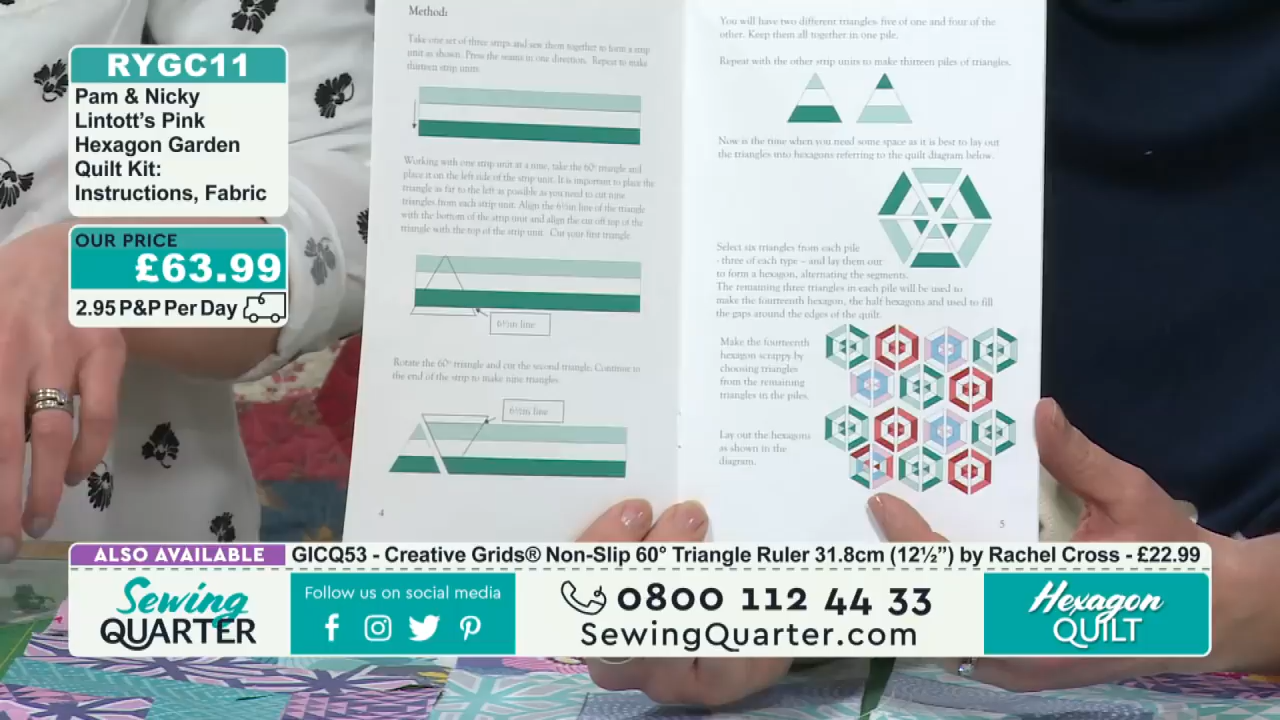 RYGC11
Pam & Nicky
Lintott's Pink
Hexagon Garden
Quilt Kit:
Instructions, Fabric
OUR PRICE
£63.99
2.95 P&P Per Day
Method:
Take one set of three strips and sew them together to form a strip
unit as shown. Press the seams in one direction. Repeat to make
thirteen strip units.
Working with one strip unit at a time, take the 60° triangle and
place it on the left side of the strip unit. It is important to place the
triangle as far to the left as possible as you need to cut nine
triangles from each strip unit. Align the 6½in line of the triangle
with the bottom of the strip unit and align the cut off top of the
triangle with the top of the strip unit. Cut your first triangle.
6½in line
Rotate the 60° triangle and cut the second triangle. Continue to
the end of the strip to make nine triangles.
6½in line
4
You will have two different triangles- five of one and four of the
other. Keep them all together in one pile.
Repeat with the other strip units to make thirteen piles of triangles.
Now is the time when you need some space as it is best to lay out
the triangles into hexagons referring to the quilt diagram below.
Select six triangles from each pile
- three of each type – and lay them out
to form a hexagon, alternating the segments.
The remaining three triangles in each pile will be used to
make the fourteenth hexagon, the half hexagons and used to fill
the gaps around the edges of the quilt.
Make the fourteenth
hexagon scrappy by
choosing triangles
from the remaining
triangles in the piles.
Lay out the hexagons
as shown in the
diagram.
5
ALSO AVAILABLE
GICQ53 - Creative Grids® Non-Slip 60° Triangle Ruler 31.8cm (12½") by Rachel Cross - £22.99
Sewing
QUARTER
Follow us on social media
0800 112 44 33
SewingQuarter.com
Hexagon
QUILT